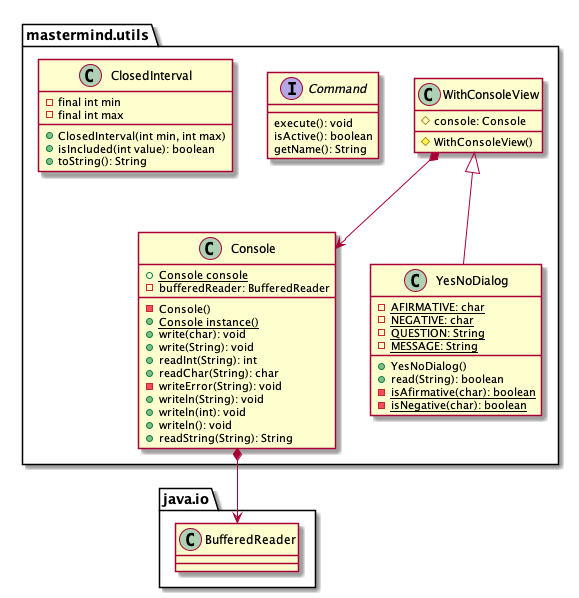 mastermind.utils
C ClosedInterval
final int min
final int max
ClosedInterval(int min, int max)
isIncluded(int value): boolean
toString(): String
I Command
execute(): void
isActive(): boolean
getName(): String
C WithConsoleView
console: Console
WithConsoleView()
C Console
Console console
bufferedReader: BufferedReader
Console()
Console instance()
write(char): void
write(String): void
readInt(String): int
readChar(String): char
writeError(String): void
writeln(String): void
writeln(int): void
writeln(): void
readString(String): String
C YesNoDialog
AFIRMATIVE: char
NEGATIVE: char
QUESTION: String
MESSAGE: String
YesNoDialog()
read(String): boolean
isAfirmative(char): boolean
isNegative(char): boolean
java.io
C BufferedReader